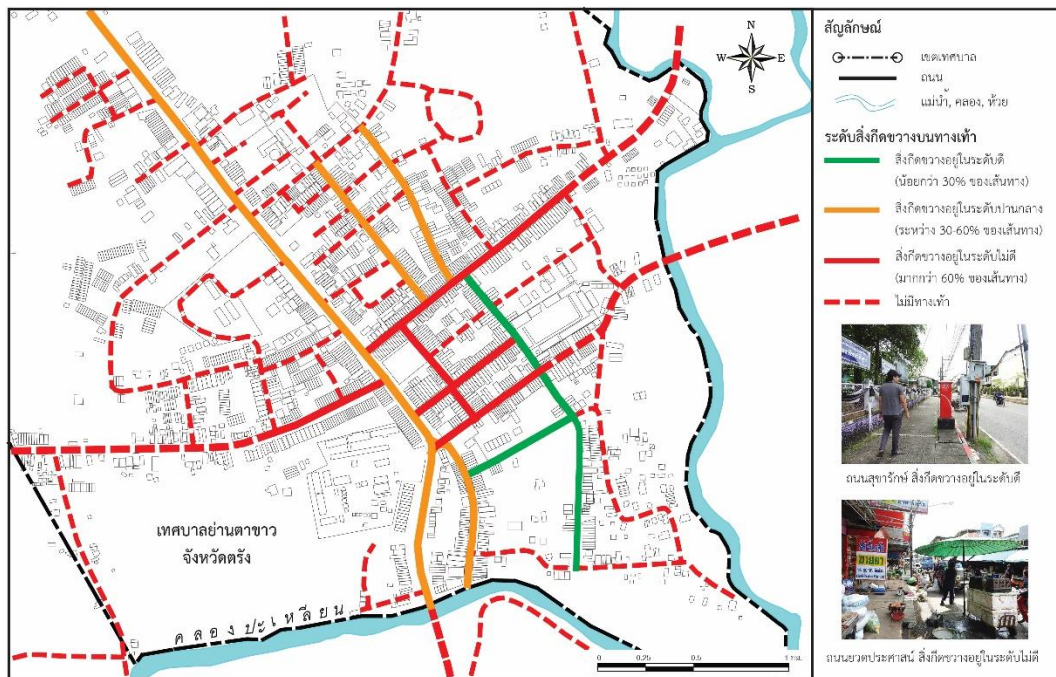 N
W E
S
เทศบาลย่านตาขาว
จังหวัดตรัง
คลองปะเหลียน
0 0.25 0.5 1 กม.
สัญลักษณ์
เขตเทศบาล
ถนน
แม่น้ำ, คลอง, ห้วย
ระดับสิ่งกีดขวางบนทางเท้า
สิ่งกีดขวางอยู่ในระดับดี
(น้อยกว่า 30% ของเส้นทาง)
สิ่งกีดขวางอยู่ในระดับปานกลาง
(ระหว่าง 30-60% ของเส้นทาง)
สิ่งกีดขวางอยู่ในระดับไม่ดี
(มากกว่า 60% ของเส้นทาง)
ไม่มีทางเท้า
ถนนสุขารักษ์ สิ่งกีดขวางอยู่ในระดับดี
ขายยา
ถนนยวตประศาสน์ สิ่งกีดขวางอยู่ในระดับไม่ดี